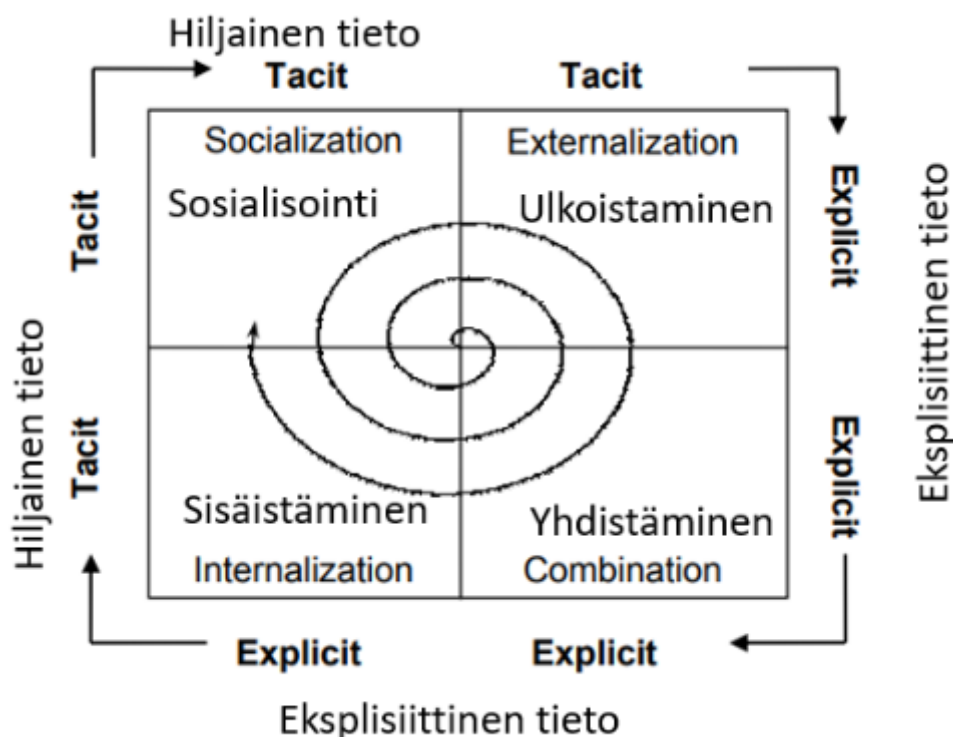 Hiljainen tieto
Tacit
Tacit
Socialization
Externalization
Sosialisointi
Ulkoistaminen
Tacit
Explicit
Hiljainen tieto
Eksplisiittinen tieto
Tacit
Explicit
Sisäistäminen
Yhdistäminen
Internalization
Combination
Explicit
Explicit
Eksplisiittinen tieto